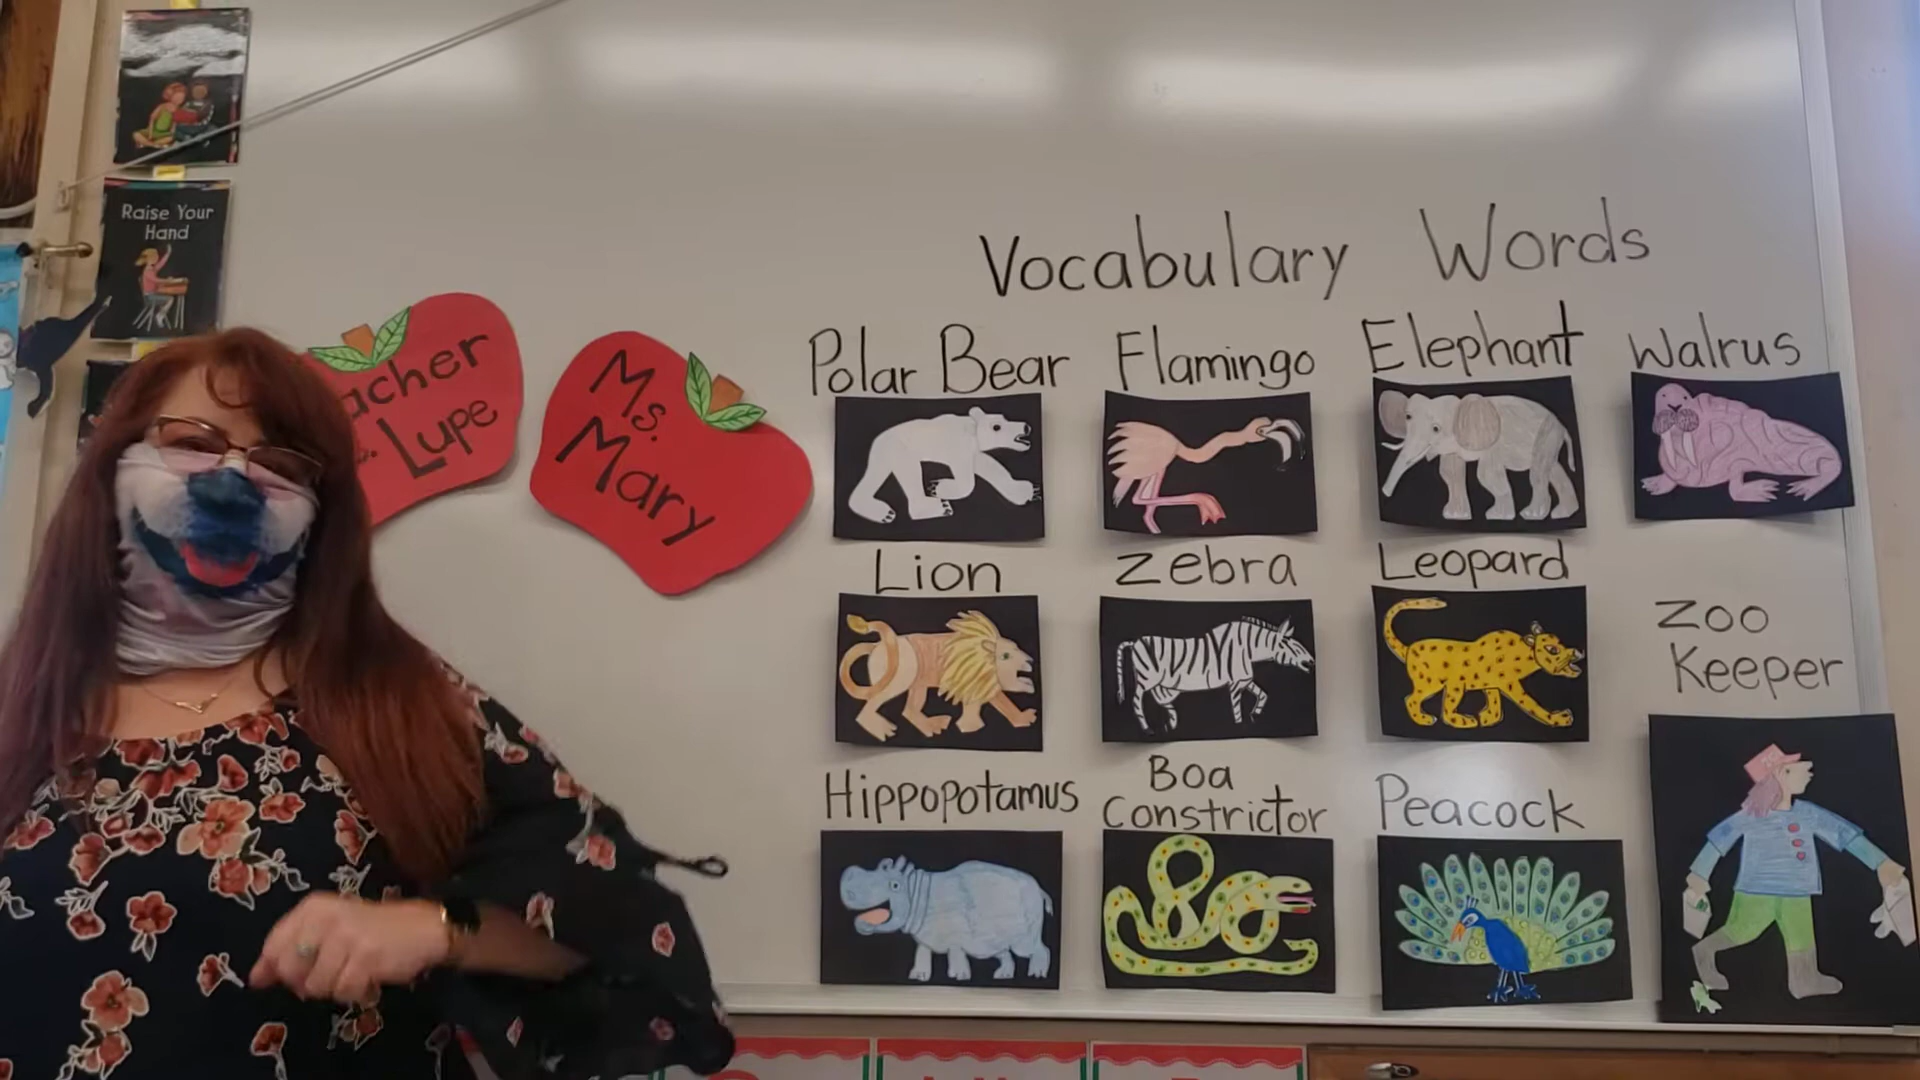 Raise Your
Hand
acher
Lupe
Ms.
Mary
Vocabulary Words
Polar Bear
Flamingo
Elephant
Walrus
Lion
Zebra
Leopard
Zoo
Keeper
Hippopotamus
Boa
Constrictor
Peacock